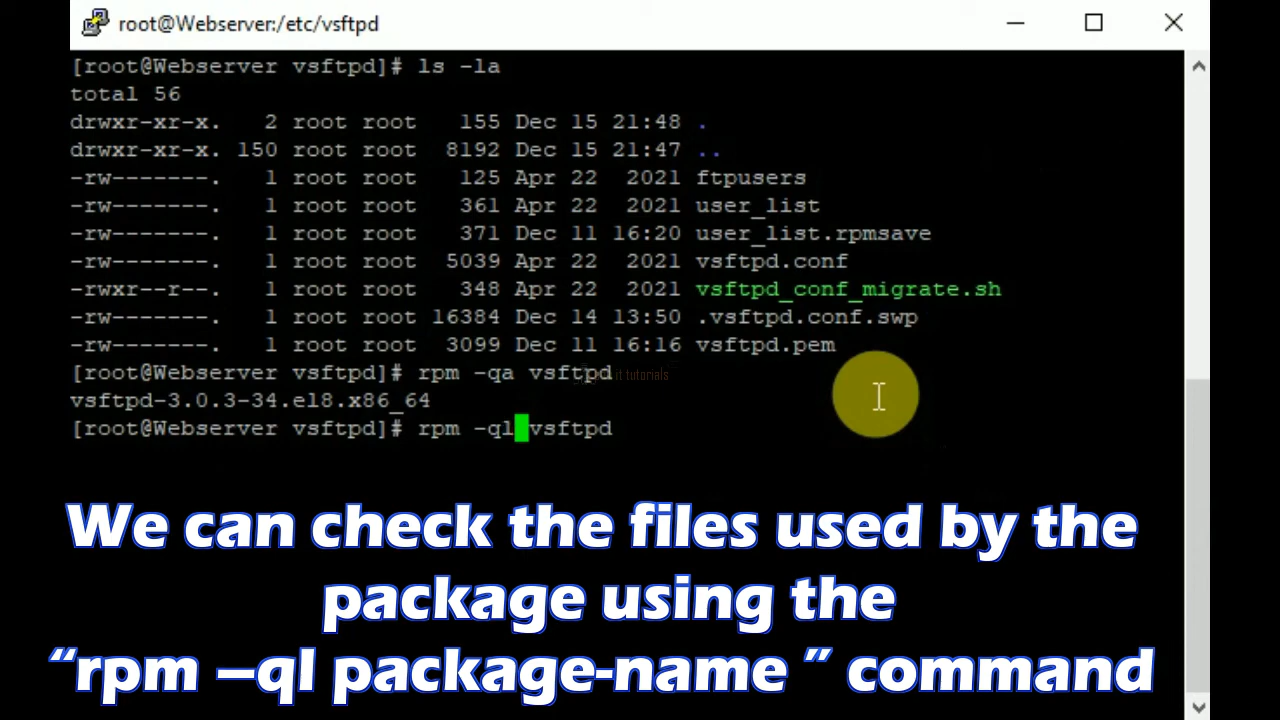 root@Webserver:/etc/vsftpd
[root@Webserver vsftpd]# ls -la
total 56
drwxr-xr-x.   2 root root   155 Dec 15 21:48 .
drwxr-xr-x. 150 root root  8192 Dec 15 21:47 ..
-rw-------.   1 root root   125 Apr 22  2021 ftpusers
-rw-------.   1 root root   361 Apr 22  2021 user_list
-rw-------.   1 root root   371 Dec 11 16:20 user_list.rpmsave
-rw-------.   1 root root  5039 Apr 22  2021 vsftpd.conf
-rwxr--r--.   1 root root   348 Apr 22  2021 vsftpd_conf_migrate.sh
-rw-------.   1 root root 16384 Dec 14 13:50 .vsftpd.conf.swp
-rw-------.   1 root root  3099 Dec 11 16:16 vsftpd.pem
[root@Webserver vsftpd]# rpm -qa vsftpd
it tutorials
vsftpd-3.0.3-34.el8.x86_64
[root@Webserver vsftpd]# rpm -ql vsftpd
We can check the files used by the
package using the
“rpm –ql package-name ” command